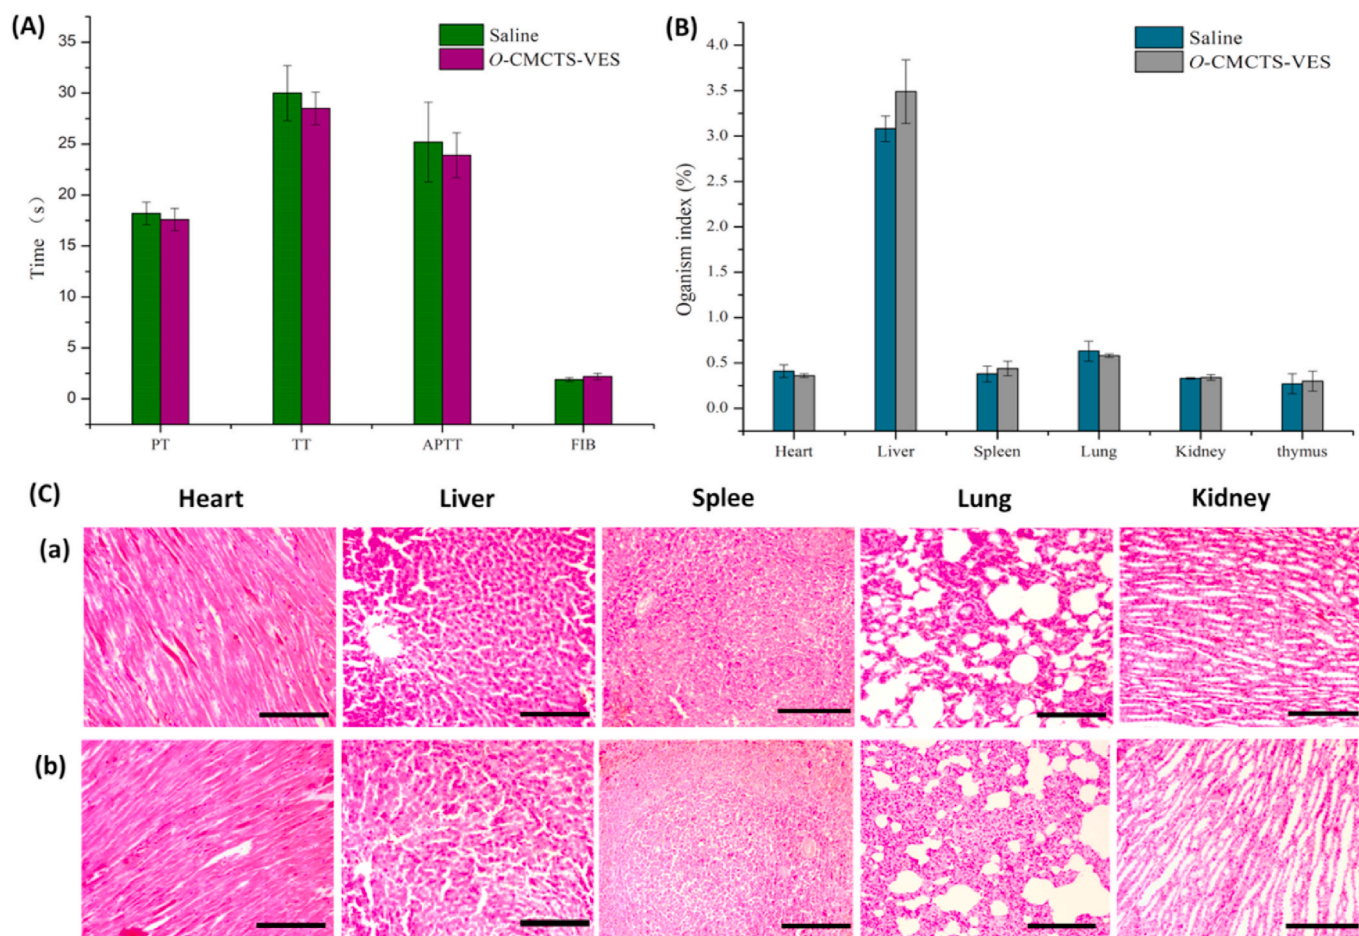 (A)
Saline
O-CMCTS-VES
35
30
25
20
15
10
5
0
Time （s）
PT TT APTT FIB
(B)
Saline
O-CMCTS-VES
4.0
3.5
3.0
2.5
2.0
1.5
1.0
0.5
0.0
Oganism index (%)
Heart Liver Spleen Lung Kidney thymus
(C) Heart Liver Splee Lung Kidney
(a)
(b)